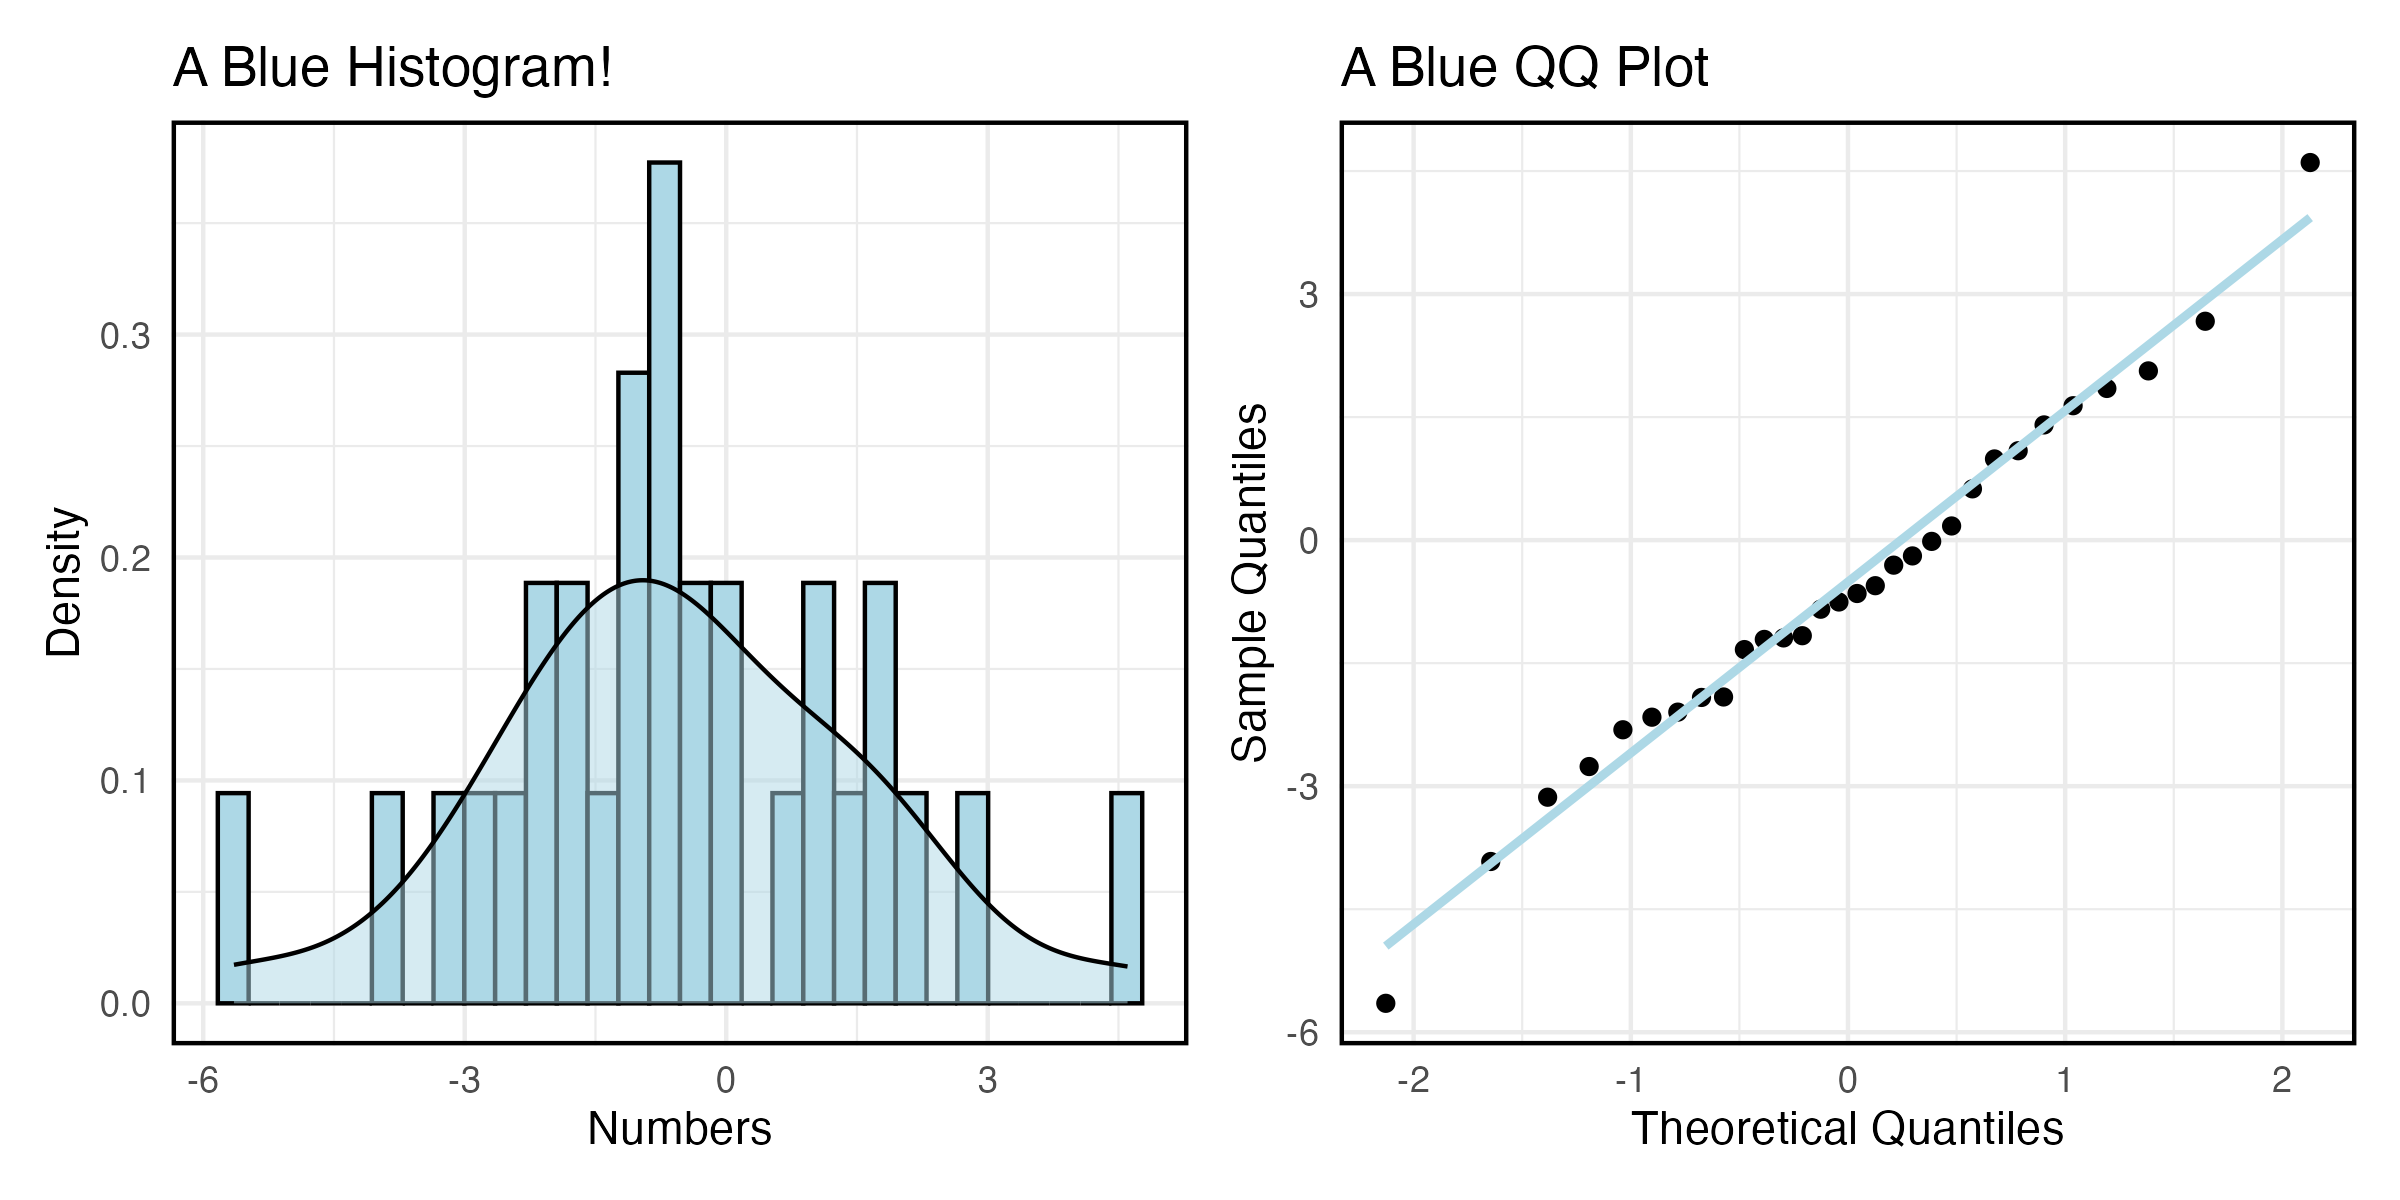 A Blue Histogram!
Density
0.3
0.2
0.1
0.0
-6 -3 0 3
Numbers
A Blue QQ Plot
Sample Quantiles
3
0
-3
-6
-2 -1 0 1 2
Theoretical Quantiles